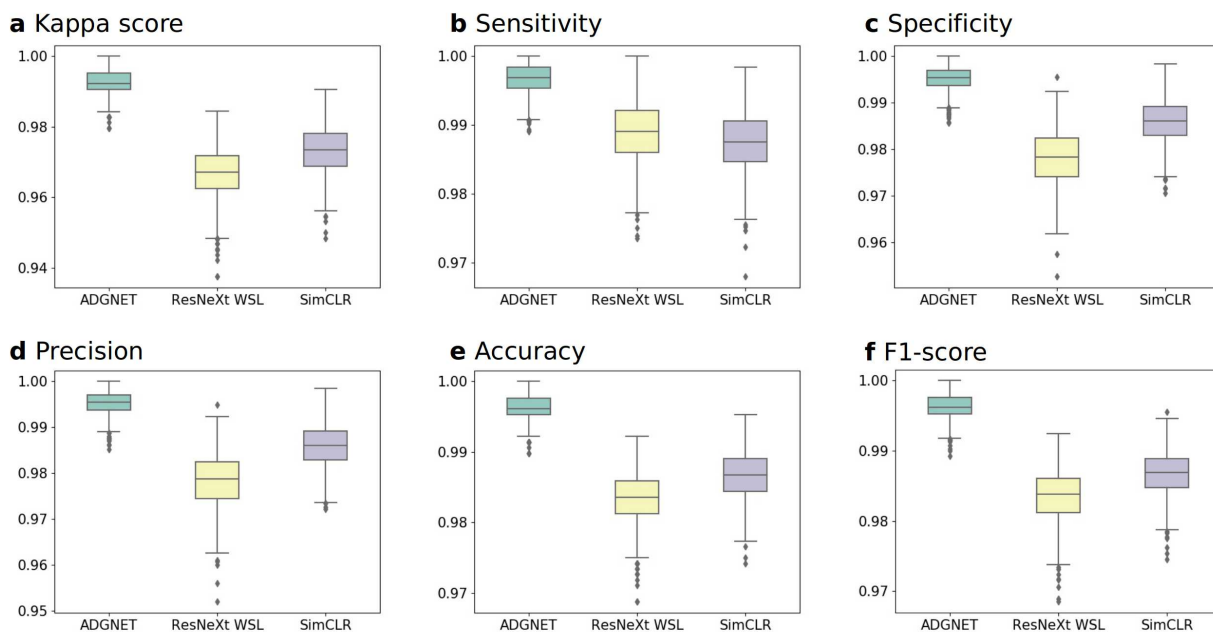 a Kappa score
1.00
0.98
0.96
0.94
ADGNET ResNeXt WSL SimCLR
b Sensitivity
1.00
0.99
0.98
0.97
ADGNET ResNeXt WSL SimCLR
c Specificity
1.00
0.99
0.98
0.97
0.96
ADGNET ResNeXt WSL SimCLR
d Precision
1.00
0.99
0.98
0.97
0.96
0.95
ADGNET ResNeXt WSL SimCLR
e Accuracy
1.00
0.99
0.98
0.97
ADGNET ResNeXt WSL SimCLR
f F1-score
1.00
0.99
0.98
0.97
ADGNET ResNeXt WSL SimCLR